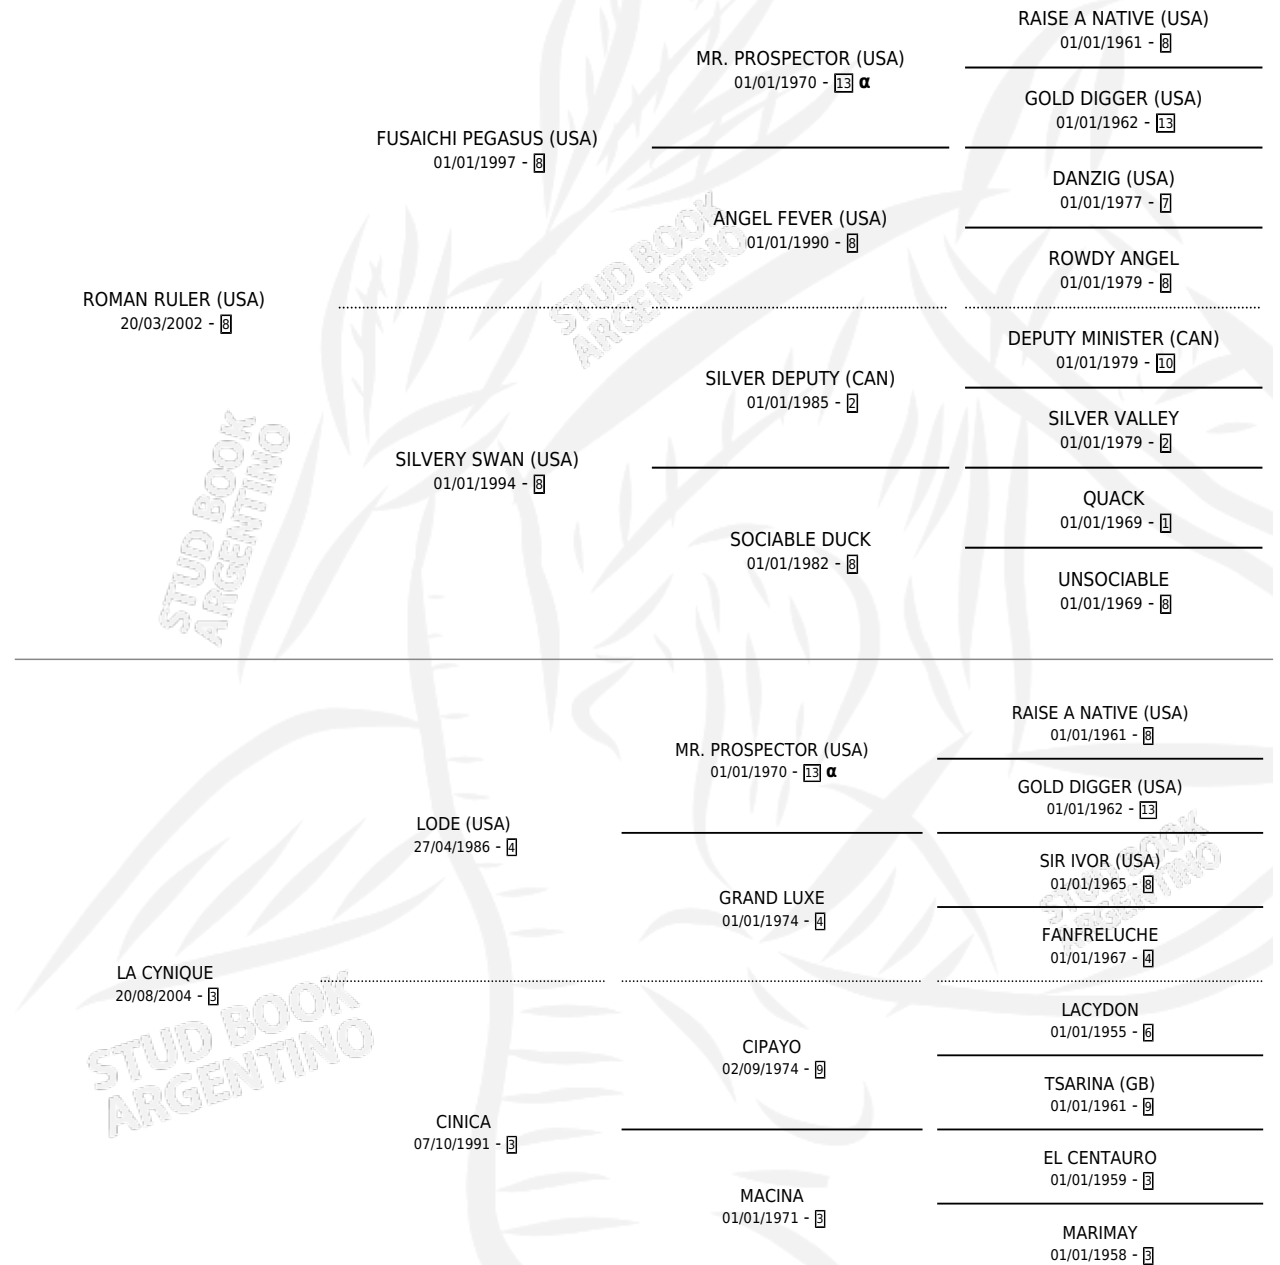 RAISE A NATIVE (USA)
01/01/1961 - 8
MR. PROSPECTOR (USA)
01/01/1970 - 13 α
GOLD DIGGER (USA)
01/01/1962 - 13
FUSAICHI PEGASUS (USA)
01/01/1997 - 8
DANZIG (USA)
01/01/1977 - 7
ANGEL FEVER (USA)
01/01/1990 - 8
ROWDY ANGEL
01/01/1979 - 8
ROMAN RULER (USA)
20/03/2002 - 8
DEPUTY MINISTER (CAN)
01/01/1979 - 10
SILVER DEPUTY (CAN)
01/01/1985 - 2
SILVER VALLEY
01/01/1979 - 2
SILVERY SWAN (USA)
01/01/1994 - 8
QUACK
01/01/1969 - 1
SOCIABLE DUCK
01/01/1982 - 8
UNSOCIABLE
01/01/1969 - 8
STUD BOOK
ARGENTINO
STUD BOOK
ARGENTINO
RAISE A NATIVE (USA)
01/01/1961 - 8
MR. PROSPECTOR (USA)
01/01/1970 - 13 α
GOLD DIGGER (USA)
01/01/1962 - 13
LODE (USA)
27/04/1986 - 4
SIR IVOR (USA)
01/01/1965 - 8
GRAND LUXE
01/01/1974 - 4
FANFRELUCHE
01/01/1967 - 4
LA CYNIQUE
20/08/2004 - 3
LACYDON
01/01/1955 - 6
CIPAYO
02/09/1974 - 9
TSARINA (GB)
01/01/1961 - 9
CINICA
07/10/1991 - 3
EL CENTAURO
01/01/1959 - 3
MACINA
01/01/1971 - 3
MARIMAY
01/01/1958 - 3
STUD BOOK
ARGENTINO
STUD BOOK
ARGENTINO